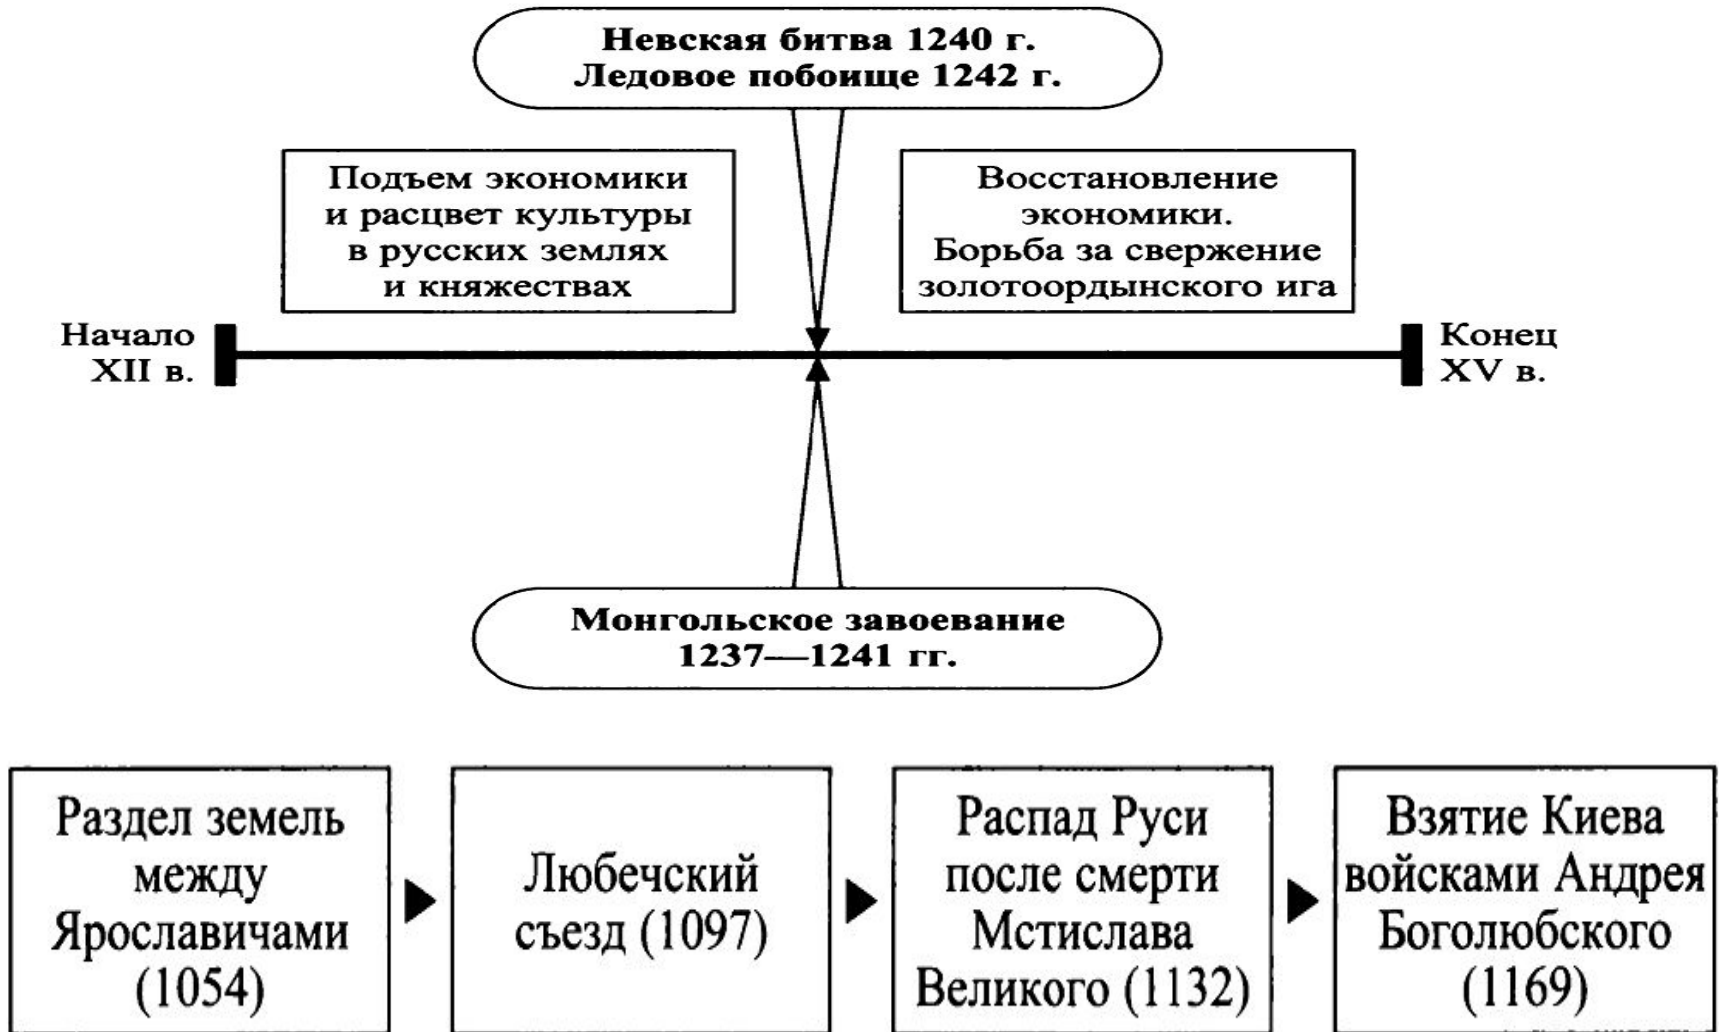 Невская битва 1240 г.
Ледовое побоище 1242 г.
Подъем экономики
и расцвет культуры
в русских землях
и княжествах
Восстановление
экономики.
Борьба за свержение
золотоордынского ига
Начало
XII в.
Конец
XV в.
Монгольское завоевание
1237—1241 гг.
Раздел земель
между
Ярославичами
(1054)
Любечский
съезд (1097)
Распад Руси
после смерти
Мстислава
Великого (1132)
Взятие Киева
войсками Андрея
Боголюбского
(1169)